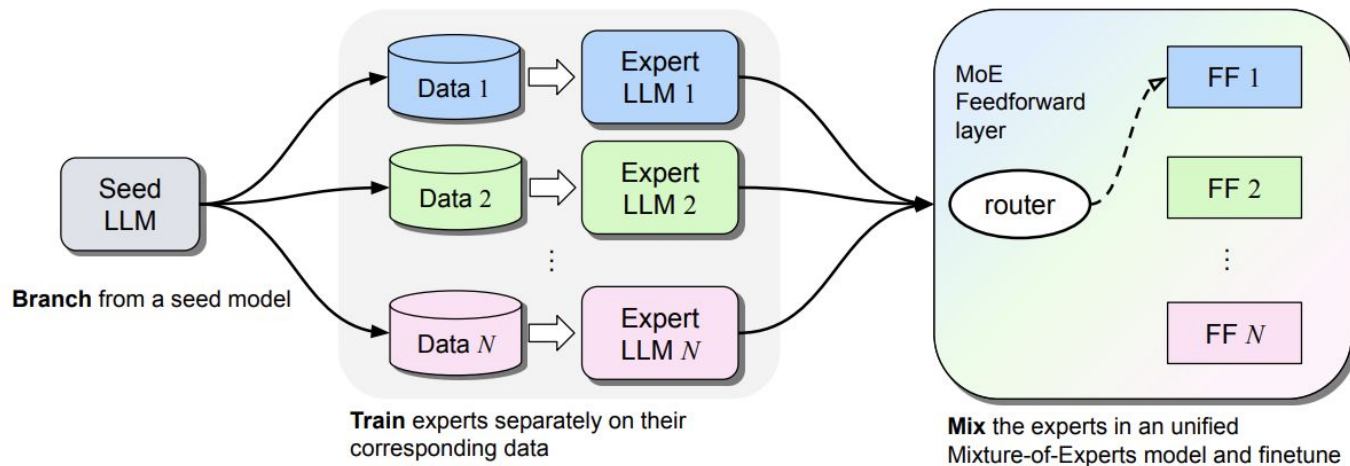 Seed
LLM
Branch from a seed model
Data 1
Expert
LLM 1
Data 2
Expert
LLM 2
⋮
Data N
Expert
LLM N
Train experts separately on their
corresponding data
MoE
Feedforward
layer
router
FF 1
FF 2
⋮
FF N
Mix the experts in an unified
Mixture-of-Experts model and finetune